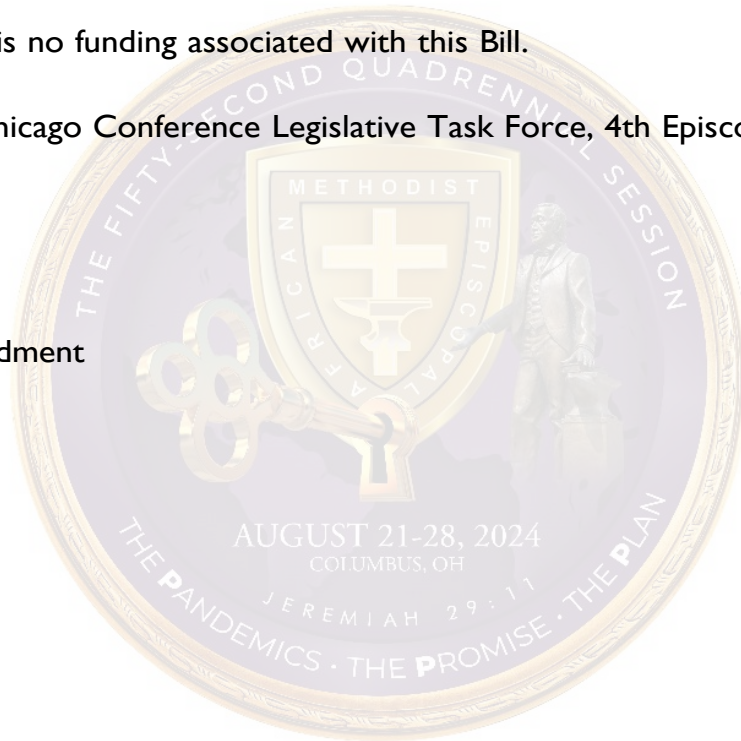 is no funding associated with this Bill.
hicago Conference Legislative Task Force, 4th Episco
dment
THE FIFTY-SECOND QUADRENNIAL SESSION
METHODIST
AFRICAN
EPISCOPAL
AUGUST 21-28, 2024
COLUMBUS, OH
JEREMIAH 29:11
THE PANDEMICS · THE PROMISE · THE PLAN